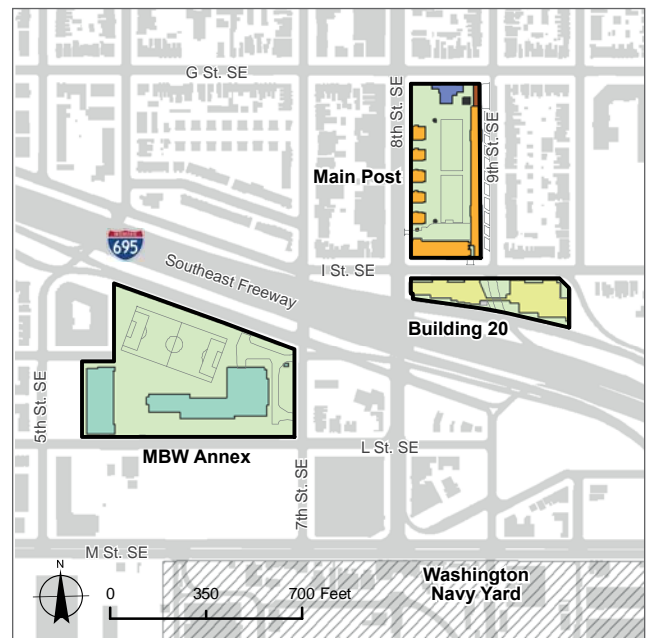 G St. SE
8th St. SE
9th St. SE
Main Post
695
Southeast Freeway
I St. SE
Building 20
5th St. SE
MBW Annex
L St. SE
7th St. SE
M St. SE
N
0 350 700 Feet
Washington
Navy Yard